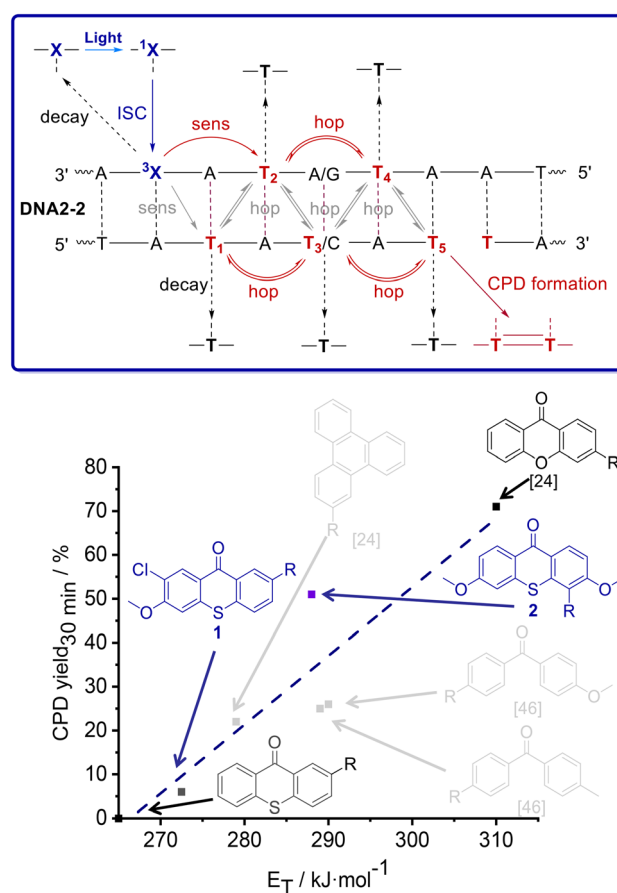 X Light ¹X
T T
decay ISC sens hop
3' A ³X A T₂ A/G T₄ A A T 5'
DNA2-2 sens hop hop hop
5' T A T₁ A T₃/C A T₅ T A 3'
decay hop hop CPD formation
T T T T T
CPD yield30 min / %
80
70
60
50
40
30
20
10
0
270 280 290 300 310
E_T / kJ·mol⁻¹
O
O
R
[24]
R
[24]
Cl
O
R
O
S
1
O
O
S
O
R
2
O
R
O
[46]
O
R
[46]
O
R
S